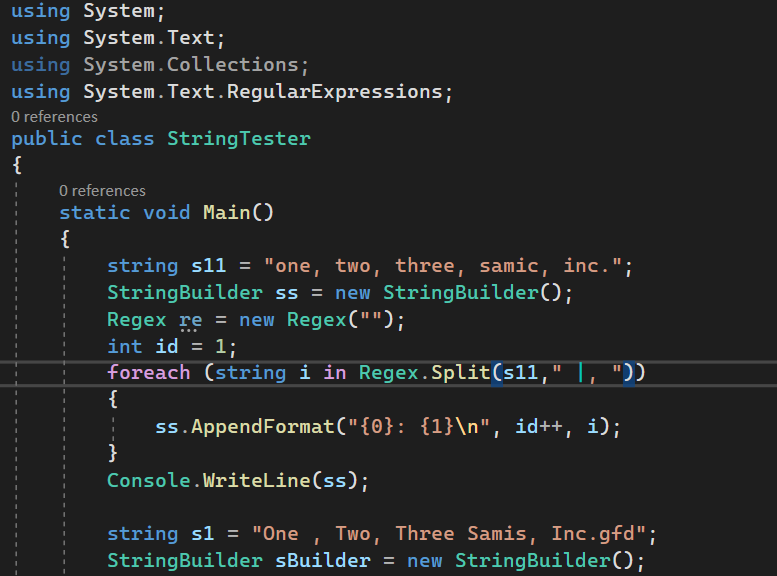 using System;
using System.Text;
using System.Collections;
using System.Text.RegularExpressions;
0 references
public class StringTester
{
0 references
static void Main()
{
string s11 = "one, two, three, samic, inc.";
StringBuilder ss = new StringBuilder();
Regex re = new Regex("");
int id = 1;
foreach (string i in Regex.Split(s11," |, "))
{
ss.AppendFormat("{0}: {1}\n", id++, i);
}
Console.WriteLine(ss);
string s1 = "One , Two, Three Samis, Inc.gfd";
StringBuilder sBuilder = new StringBuilder();